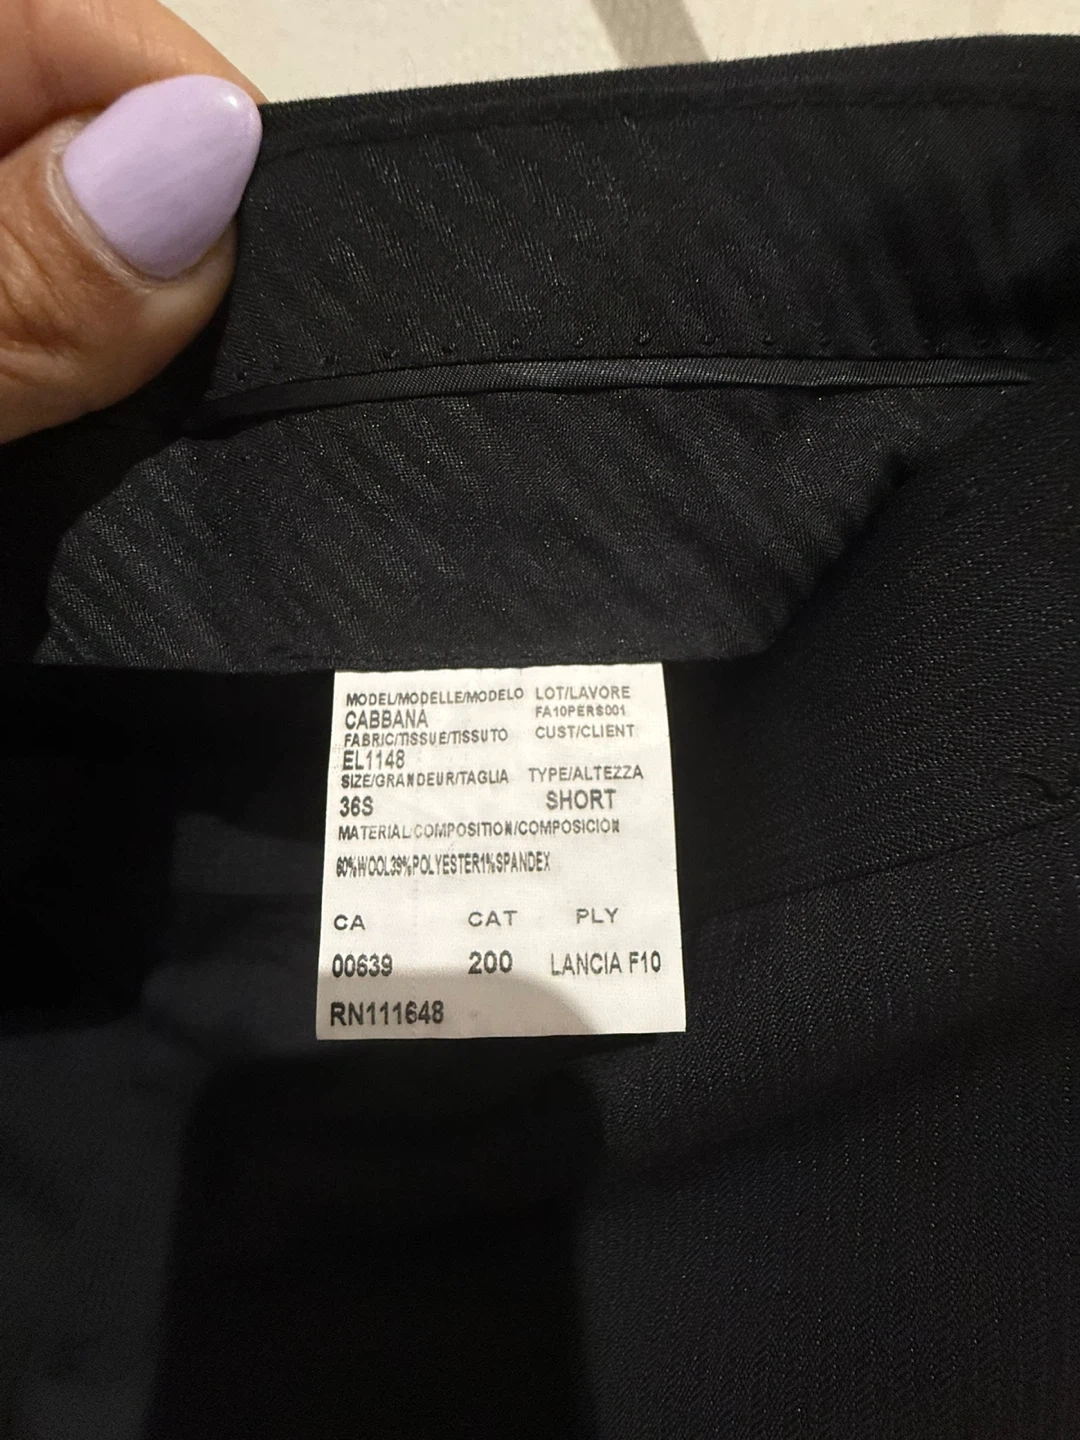 MODEL/MODELLE/MODELO LOT/LAVORE
CABBANA FA10PERS001
FABRIC/TISSUE/TISSUTO CUST/CLIENT
EL1148
SIZE/GRANDEUR/TAGLIA TYPE/ALTEZZA
36S SHORT
MATERIAL/COMPOSITION/COMPOSICION
60%WOOL39%POLYESTER1%SPANDEX
CA CAT PLY
00639 200 LANCIA F10
RN111648